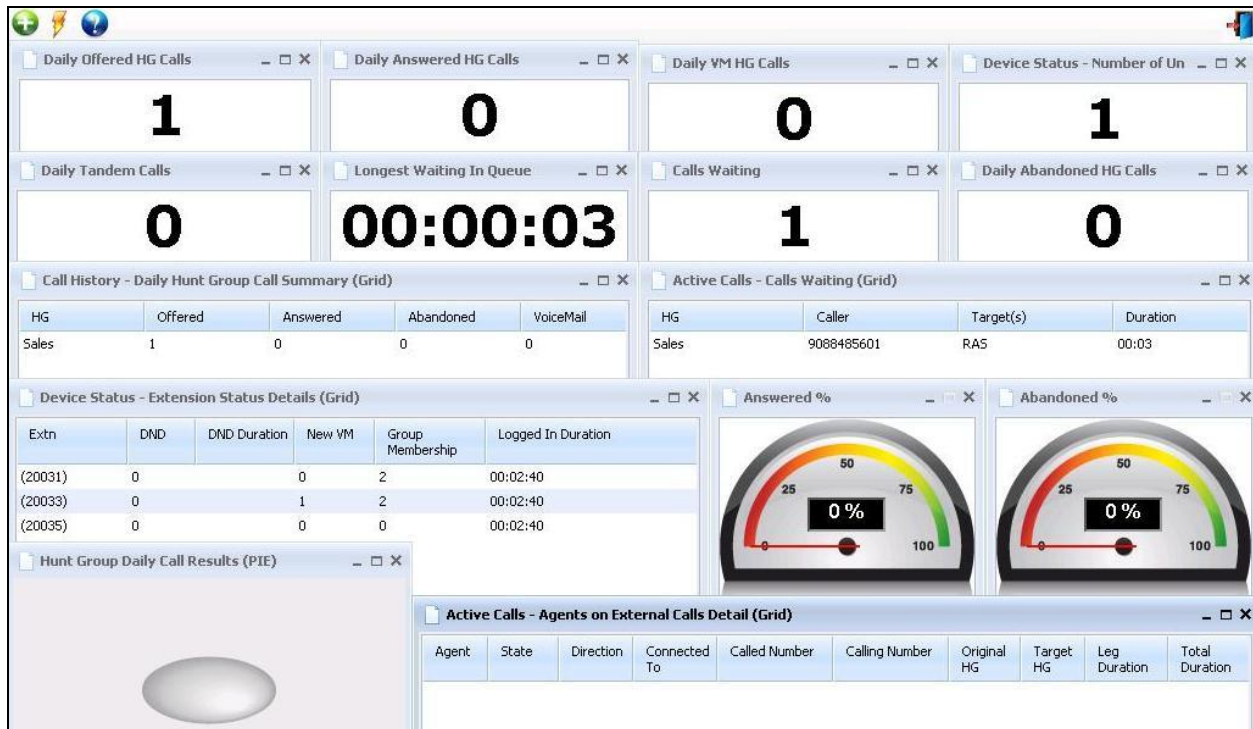 Daily Offered HG Calls
Daily Answered HG Calls
Daily VM HG Calls
Device Status - Number of Un
1
0
0
1
Daily Tandem Calls
Longest Waiting In Queue
Calls Waiting
Daily Abandoned HG Calls
0
00:00:03
1
0
Call History - Daily Hunt Group Call Summary (Grid)
Active Calls - Calls Waiting (Grid)
HG Offered Answered Abandoned VoiceMail
HG Caller Target(s) Duration
Sales 1 0 0 0
Sales 9088485601 RAS 00:03
Device Status - Extension Status Details (Grid)
Answered %
Abandoned %
Extn DND DND Duration New VM Group Logged In Duration
Membership
(20031) 0 0 2 00:02:40
(20033) 0 1 2 00:02:40
(20035) 0 0 0 00:02:40
50
25 75
0 %
0 100
50
25 75
0 %
0 100
Hunt Group Daily Call Results (PIE)
Active Calls - Agents on External Calls Detail (Grid)
Agent State Direction Connected Called Number Calling Number Original Target Leg Total
To HG HG Duration Duration